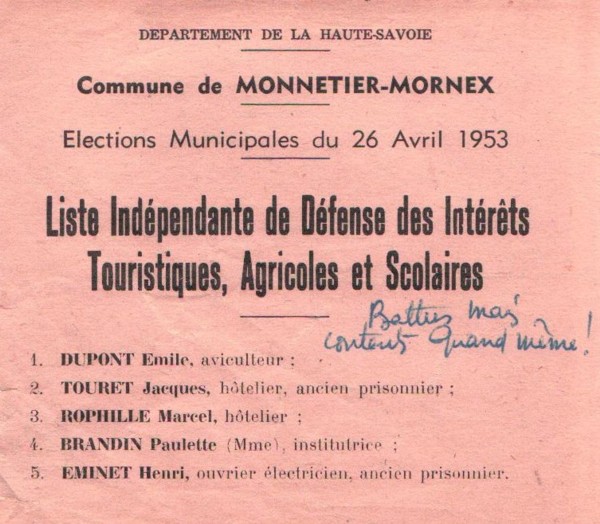 DEPARTEMENT DE LA HAUTE-SAVOIE
Commune de MONNETIER-MORNEX
Elections Municipales du 26 Avril 1953
Liste Indépendante de Défense des Intérêts
Touristiques, Agricoles et Scolaires
Battus mais
contents quand même !
1. DUPONT Emile, aviculteur ;
2. TOURET Jacques, hôtelier, ancien prisonnier ;
3. ROPHILLE Marcel, hôtelier ;
4. BRANDIN Paulette (Mme), institutrice ;
5. EMINET Henri, ouvrier électricien, ancien prisonnier.